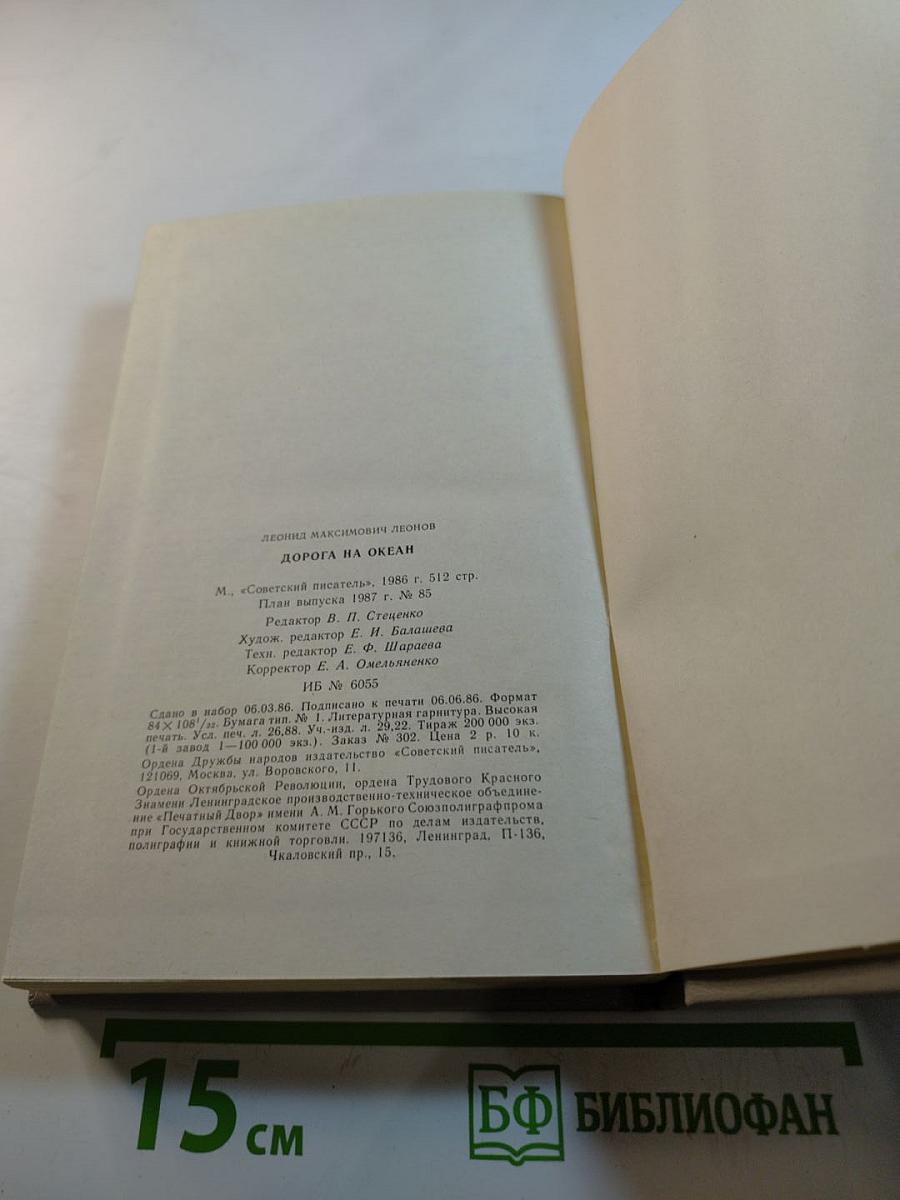 ЛЕОНИД МАКСИМОВИЧ ЛЕОНОВ
ДОРОГА НА ОКЕАН
М., «Советский писатель», 1986 г. 512 стр.
План выпуска 1987 г. № 85
Редактор В. П. Стеценко
Худож. редактор Е. И. Балашева
Техн. редактор Е. Ф. Шараева
Корректор Е. А. Омельяненко
ИБ № 6055
Сдано в набор 06.03.86. Подписано к печати 06.06.86. Формат
84×108¹/₃₂. Бумага тип. № 1. Литературная гарнитура. Высокая
печать. Усл. печ. л. 26,88. Уч.-изд. л. 29,22. Тираж 200 000 экз.
(1-й завод 1—100 000 экз.). Заказ № 302. Цена 2 р. 10 к.
Ордена Дружбы народов издательство «Советский писатель»,
121069, Москва, ул. Воровского, 11.
Ордена Октябрьской Революции, ордена Трудового Красного
Знамени Ленинградское производственно-техническое объедине-
ние «Печатный Двор» имени А. М. Горького Союзполиграфпрома
при Государственном комитете СССР по делам издательств,
полиграфии и книжной торговли. 197136, Ленинград, П-136,
Чкаловский пр., 15.
15 см
БФ БИБЛИОФАН